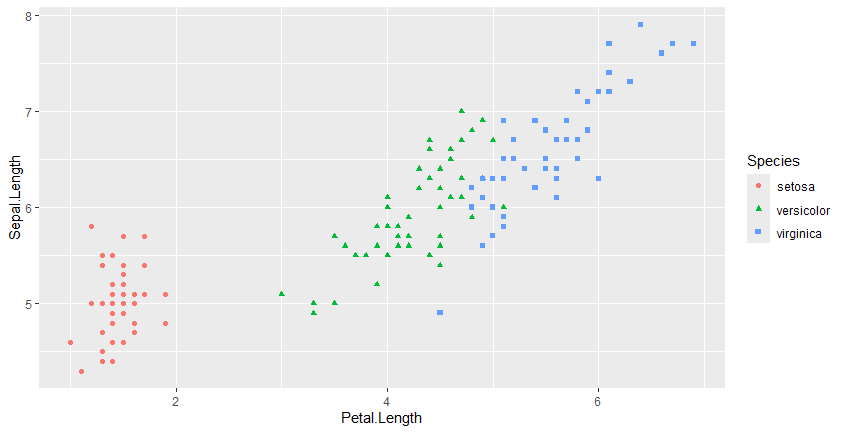 8
7
6
5
Sepal.Length
2
4
6
Petal.Length
Species
setosa
versicolor
virginica